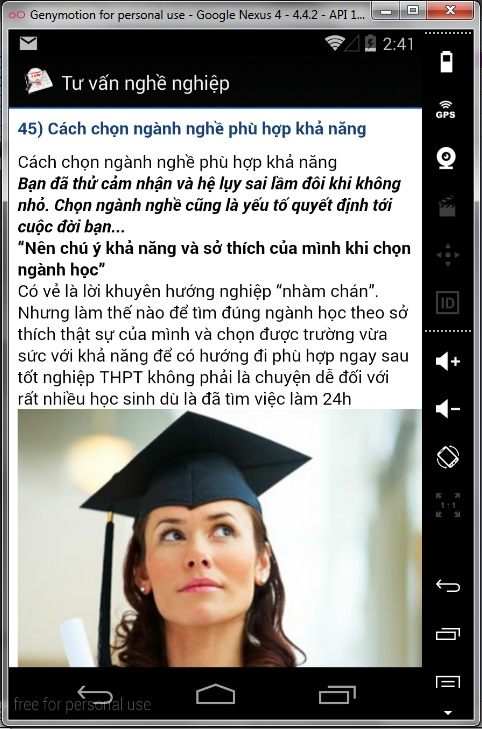 Genymotion for personal use - Google Nexus 4 - 4.4.2 - API 1...
2:41
Tư vấn nghề nghiệp
GPS
45) Cách chọn ngành nghề phù hợp khả năng
Cách chọn ngành nghề phù hợp khả năng
Bạn đã thử cảm nhận và hệ lụy sai lầm đôi khi không
nhỏ. Chọn ngành nghề cũng là yếu tố quyết định tới
cuộc đời bạn...
“Nên chú ý khả năng và sở thích của mình khi chọn
ngành học”
Có vẻ là lời khuyên hướng nghiệp “nhàm chán”.
Nhưng làm thế nào để tìm đúng ngành học theo sở
thích thật sự của mình và chọn được trường vừa
sức với khả năng để có hướng đi phù hợp ngay sau
tốt nghiệp THPT không phải là chuyện dễ đối với
rất nhiều học sinh dù là đã tìm việc làm 24h
ID
1:1
free for personal use